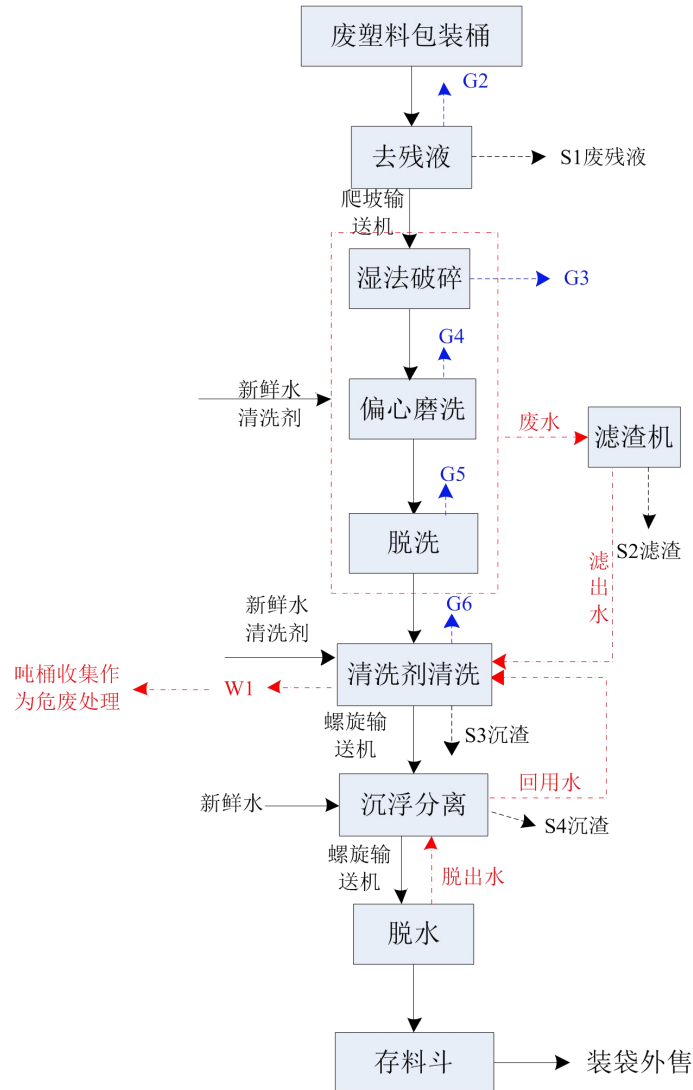 废塑料包装桶
G2
去残液
S1废残液
爬坡输
送机
湿法破碎
G3
G4
新鲜水
清洗剂
偏心磨洗
废水
滤渣机
G5
脱洗
S2滤渣
滤
出
水
新鲜水
清洗剂
G6
清洗剂清洗
吨桶收集作
为危废处理
W1
螺旋输
送机
S3沉渣
回用水
新鲜水
沉浮分离
S4沉渣
螺旋输
送机
脱出水
脱水
存料斗
装袋外售